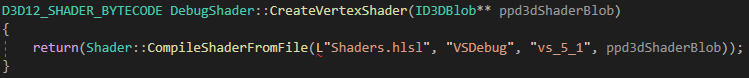 D3D12_SHADER_BYTECODE DebugShader::CreateVertexShader(ID3DBlob** ppd3dShaderBlob)
{
    return(Shader::CompileShaderFromFile(L"Shaders.hlsl", "VSDebug", "vs_5_1", ppd3dShaderBlob));
}